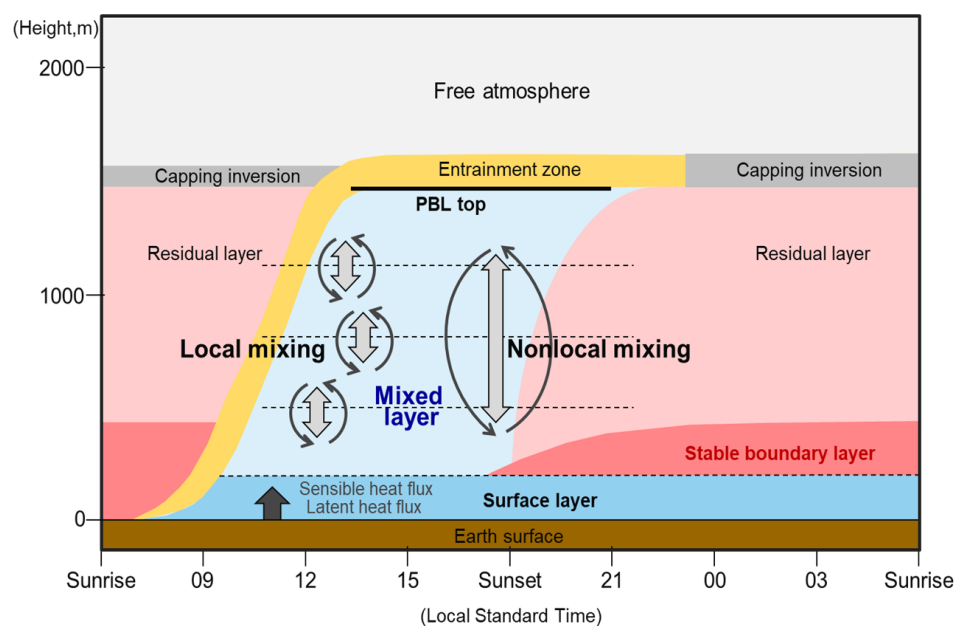 (Height,m)
2000
Free atmosphere
Capping inversion
Entrainment zone
Capping inversion
PBL top
Residual layer
Residual layer
1000
Local mixing
Nonlocal mixing
Mixed
layer
Stable boundary layer
Sensible heat flux
Latent heat flux
Surface layer
0
Earth surface
Sunrise 09 12 15 Sunset 21 00 03 Sunrise
(Local Standard Time)